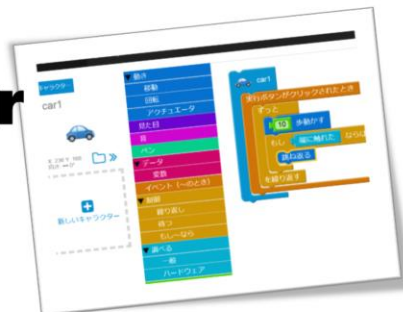 r
キャラクター
car1
新しいキャラクター
▼動き
移動
回転
アクチュエータ
見た目
音
ペン
▼データ
変数
イベント（〜のとき）
▼制御
繰り返し
待つ
もし〜なら
▼調べる
一般
ハードウェア
car1
実行ボタンがクリックされたとき
ずっと
10 歩動かす
もし 端に触れた なら
跳ね返る
を繰り返す